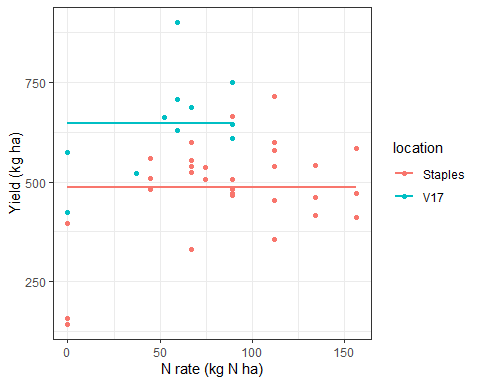 750
500
250
Yield (kg ha)
0
50
100
150
N rate (kg N ha)
location
Staples
V17